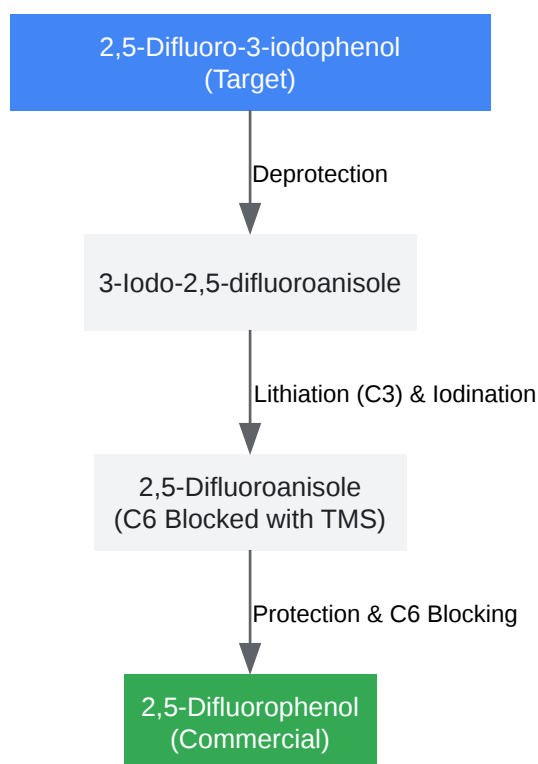 2,5-Difluoro-3-iodophenol
(Target)
Deprotection
3-Iodo-2,5-difluoroanisole
Lithiation (C3) & Iodination
2,5-Difluoroanisole
(C6 Blocked with TMS)
Protection & C6 Blocking
2,5-Difluorophenol
(Commercial)